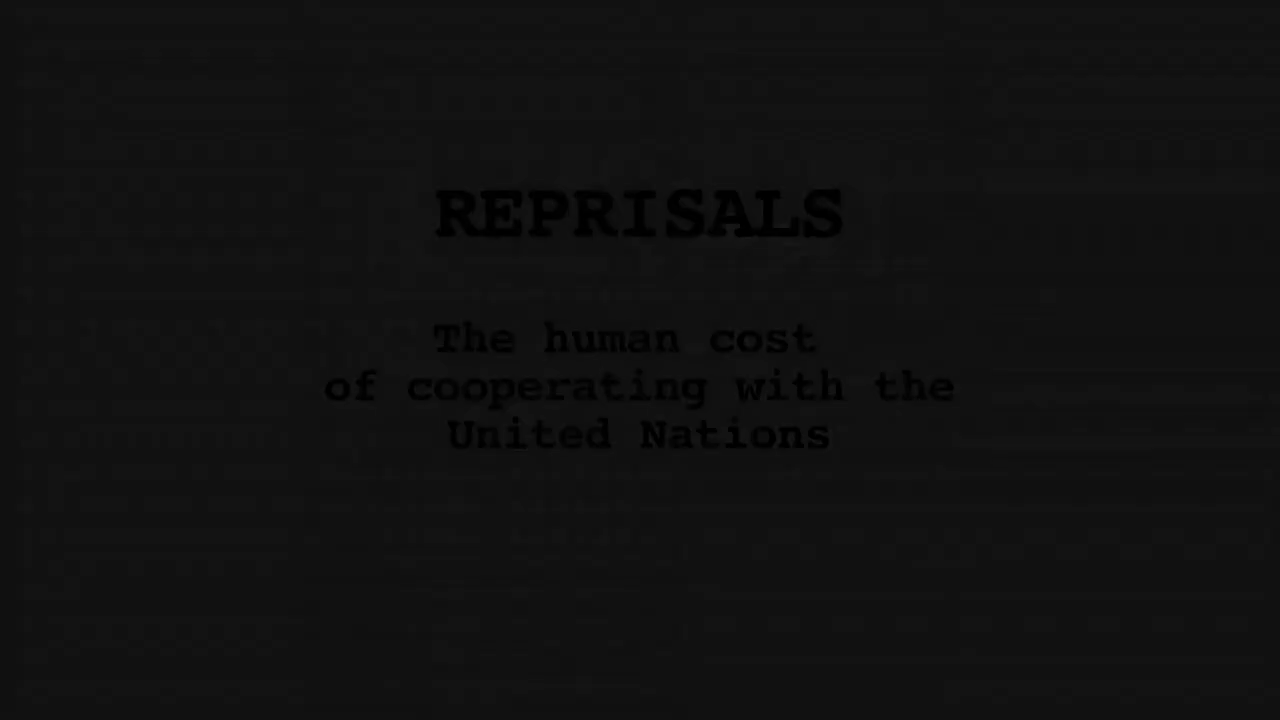 REPRISALS
The human cost
of cooperating with the
United Nations